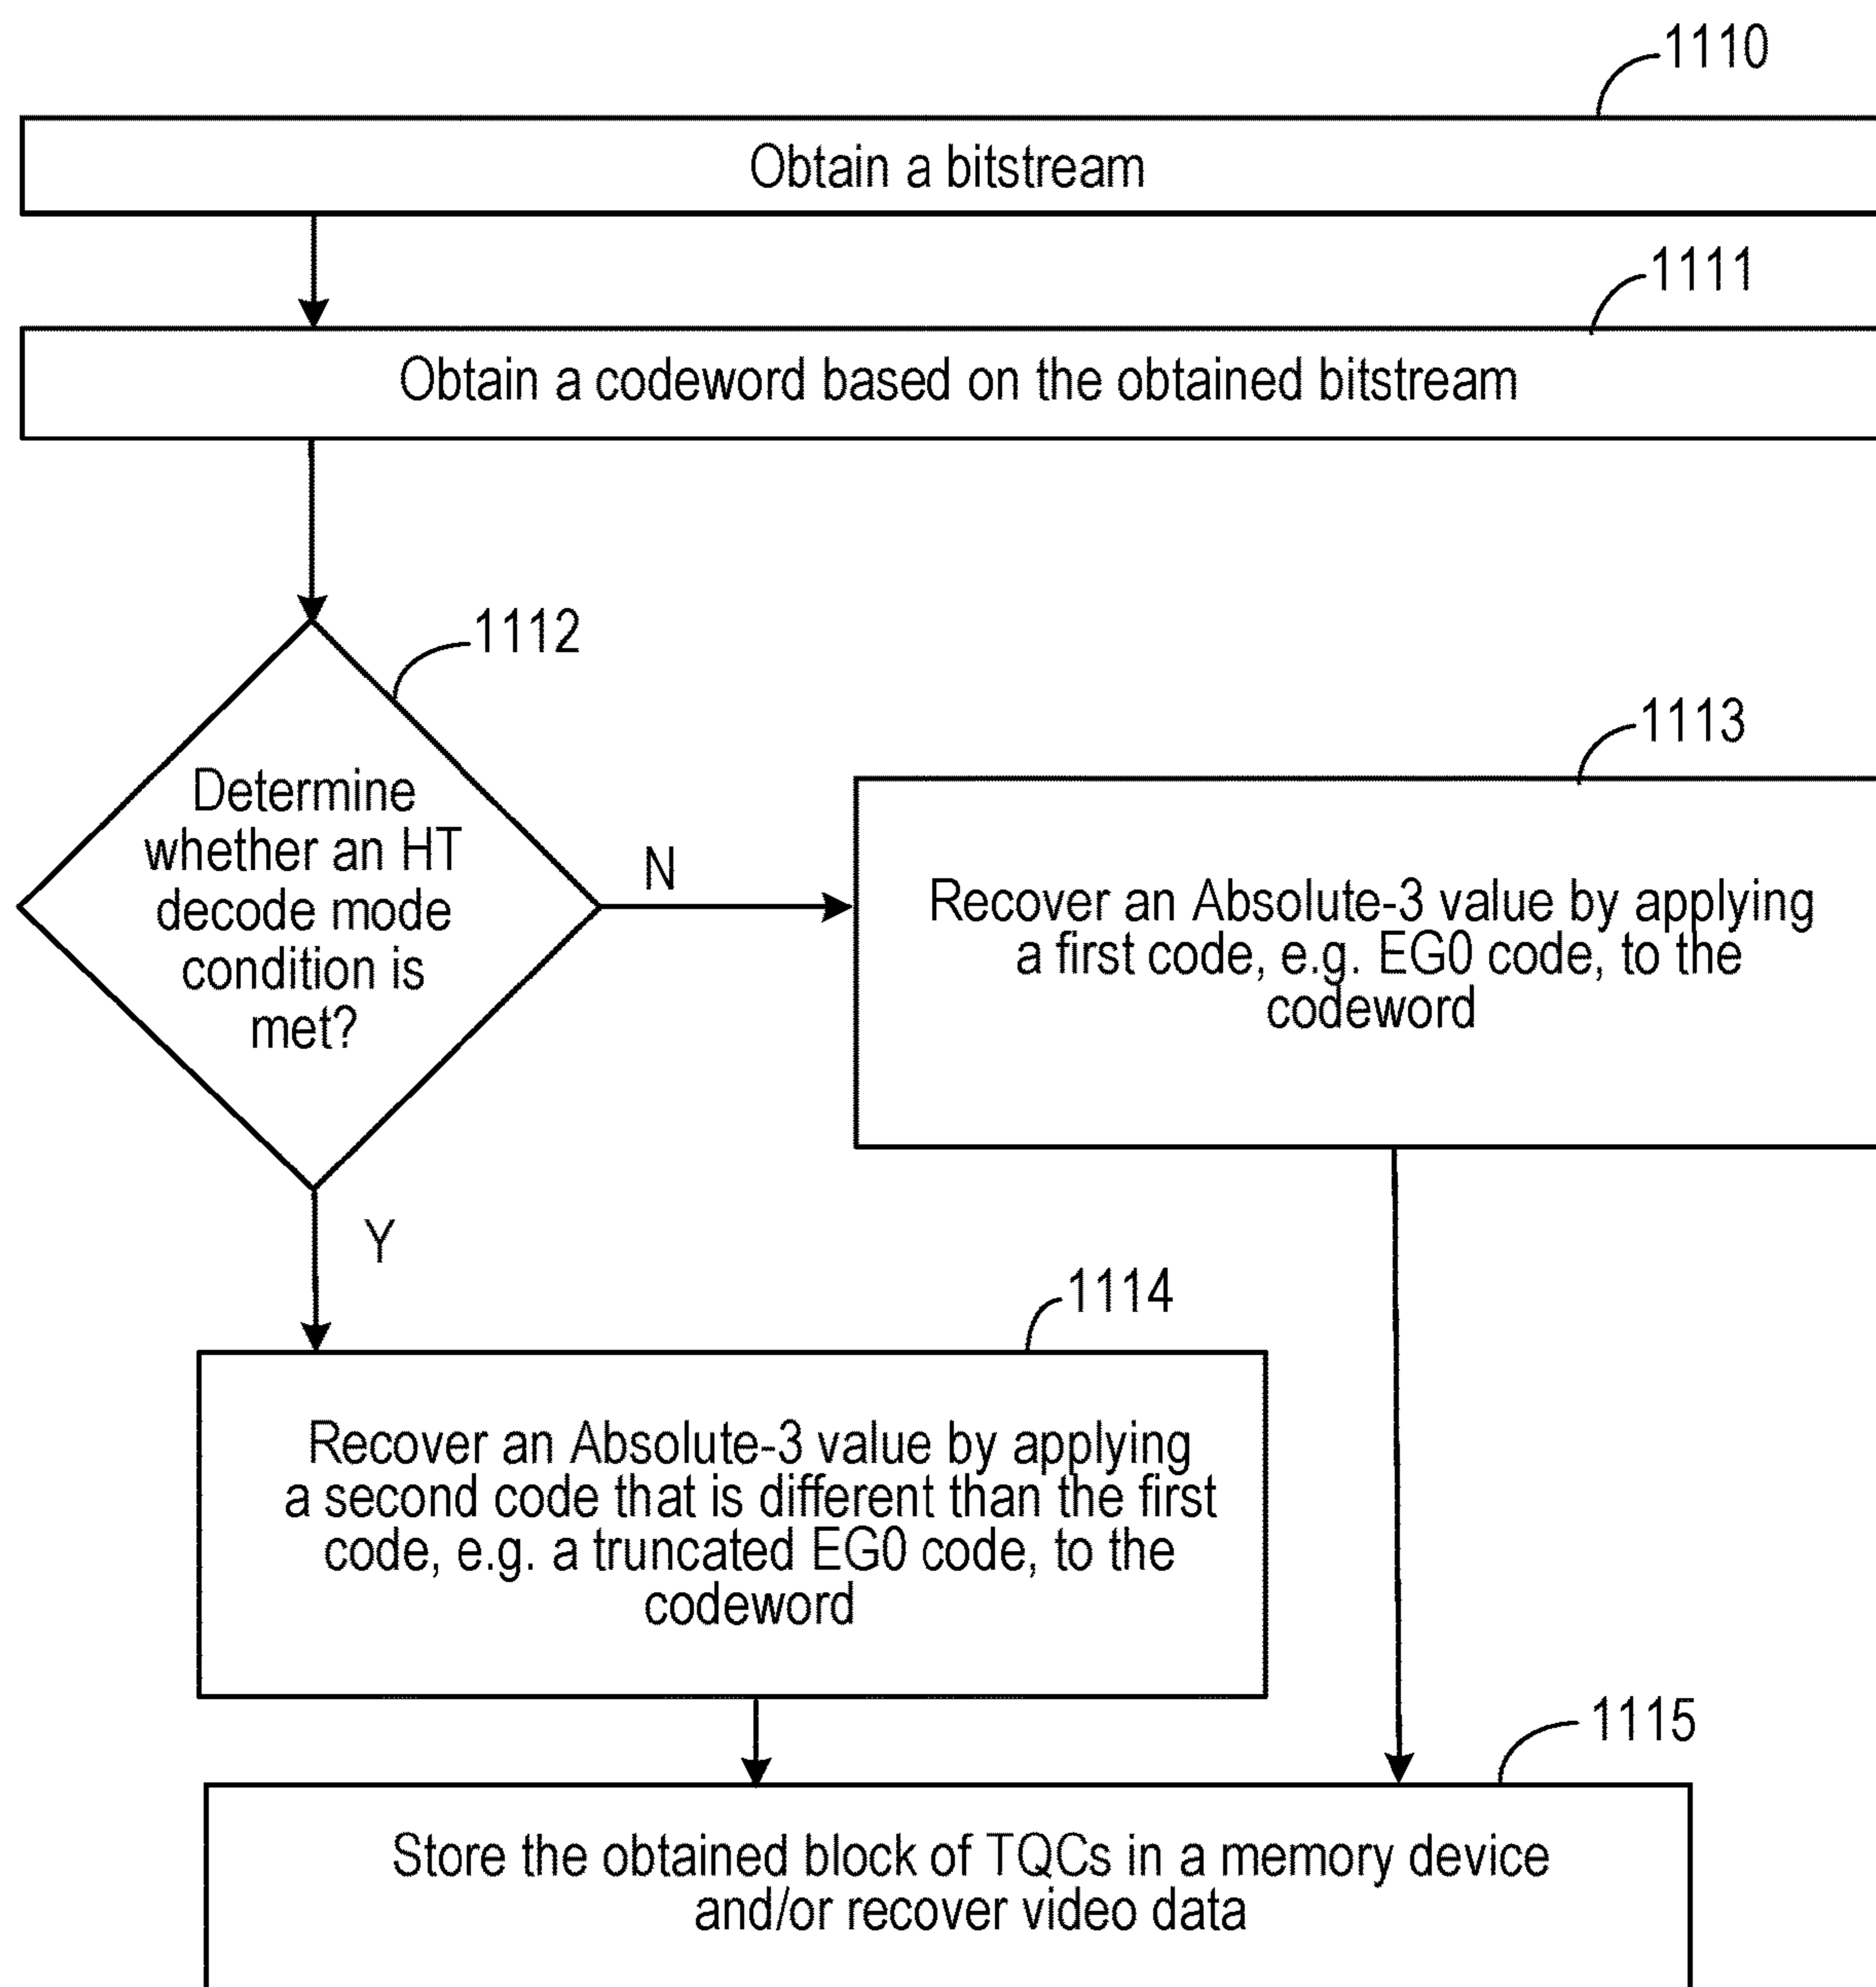 1110
Obtain a bitstream
1111
Obtain a codeword based on the obtained bitstream
1112
Determine
whether an HT
decode mode
condition is
met?
N
1113
Recover an Absolute-3 value by applying
a first code, e.g. EG0 code, to the
codeword
Y
1114
Recover an Absolute-3 value by applying
a second code that is different than the first
code, e.g. a truncated EG0 code, to the
codeword
1115
Store the obtained block of TQCs in a memory device
and/or recover video data